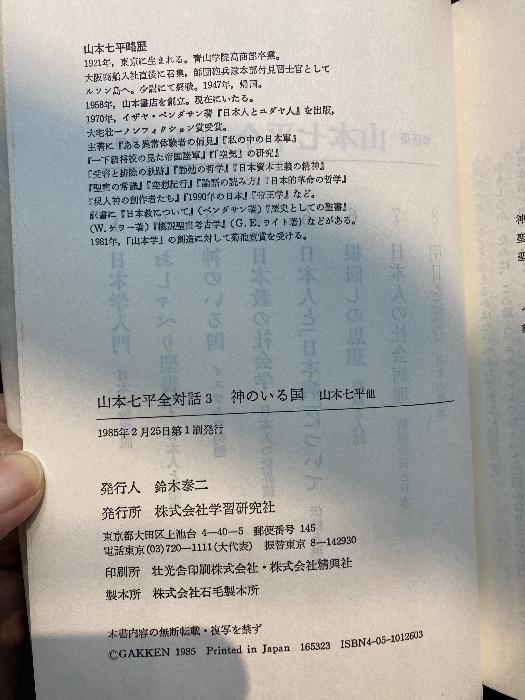 山本七平略歴
1921年，東京に生まれる。青山学院高商部卒業。
大阪商船入社直後に召集，師団砲兵隊本部付見習士官として
ルソン島へ。少尉にて終戦。1947年，帰国。
1958年，山本書店を創立。現在にいたる。
1970年，イザヤ・ベンダサン著『日本人とユダヤ人』を出版，
大宅壮一ノンフィクション賞受賞。
主著に『ある異常体験者の偏見』『私の中の日本軍』
『一下級将校の見た帝国陸軍』『「空気」の研究』
『受容と排除の軌跡』『勤勉の哲学』『日本資本主義の精神』
『聖書の常識』『空想紀行』『論語の読み方』『日本的革命の哲学』
『現人神の創作者たち』『1990年の日本』『帝王学』など。
訳書に『日本教について』（ベンダサン著）『歴史としての聖書』
（W.ケラー著）『概説聖書考古学』（G.E.ライト著）などがある。
1981年，「山本学」の創造に対して菊池寛賞を受ける。
山本七平全対話3 神のいる国 山本七平他
1985年2月25日第1刷発行
発行人 鈴木泰二
発行所 株式会社学習研究社
東京都大田区上池台 4—40—5 郵便番号 145
電話東京(03)720—1111(大代表) 振替東京 8—142930
印刷所 壮光舎印刷株式会社・株式会社精興社
製本所 株式会社石毛製本所
本書内容の無断転載・複写を禁ず
©GAKKEN 1985 Printed in Japan 165323 ISBN4-05-1012603